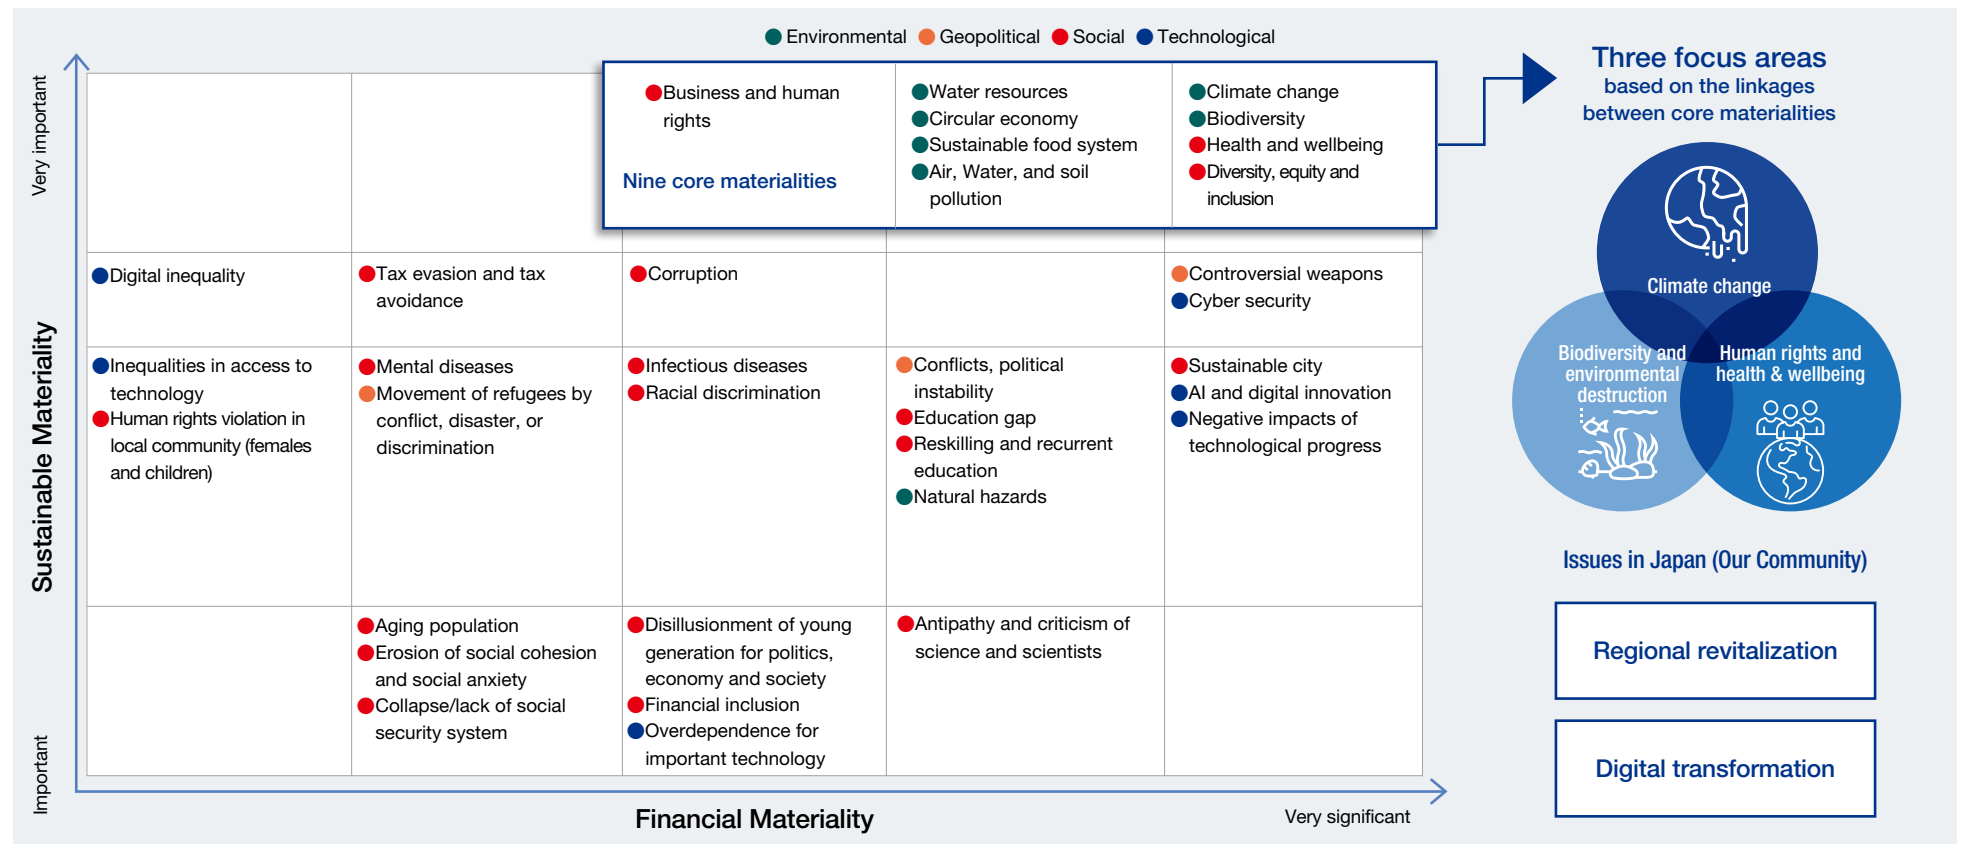 Environmental Geopolitical Social Technological
Very important
Sustainable Materiality
Important
Business and human
rights
Nine core materialities
Water resources
Circular economy
Sustainable food system
Air, Water, and soil
pollution
Climate change
Biodiversity
Health and wellbeing
Diversity, equity and
inclusion
Digital inequality
Tax evasion and tax
avoidance
Corruption
Controversial weapons
Cyber security
Inequalities in access to
technology
Human rights violation in
local community (females
and children)
Mental diseases
Movement of refugees by
conflict, disaster, or
discrimination
Infectious diseases
Racial discrimination
Conflicts, political
instability
Education gap
Reskilling and recurrent
education
Natural hazards
Sustainable city
AI and digital innovation
Negative impacts of
technological progress
Aging population
Erosion of social cohesion
and social anxiety
Collapse/lack of social
security system
Disillusionment of young
generation for politics,
economy and society
Financial inclusion
Overdependence for
important technology
Antipathy and criticism of
science and scientists
Financial Materiality
Very significant
Three focus areas
based on the linkages
between core materialities
Climate change
Biodiversity and
environmental
destruction
Human rights and
health & wellbeing
Issues in Japan (Our Community)
Regional revitalization
Digital transformation